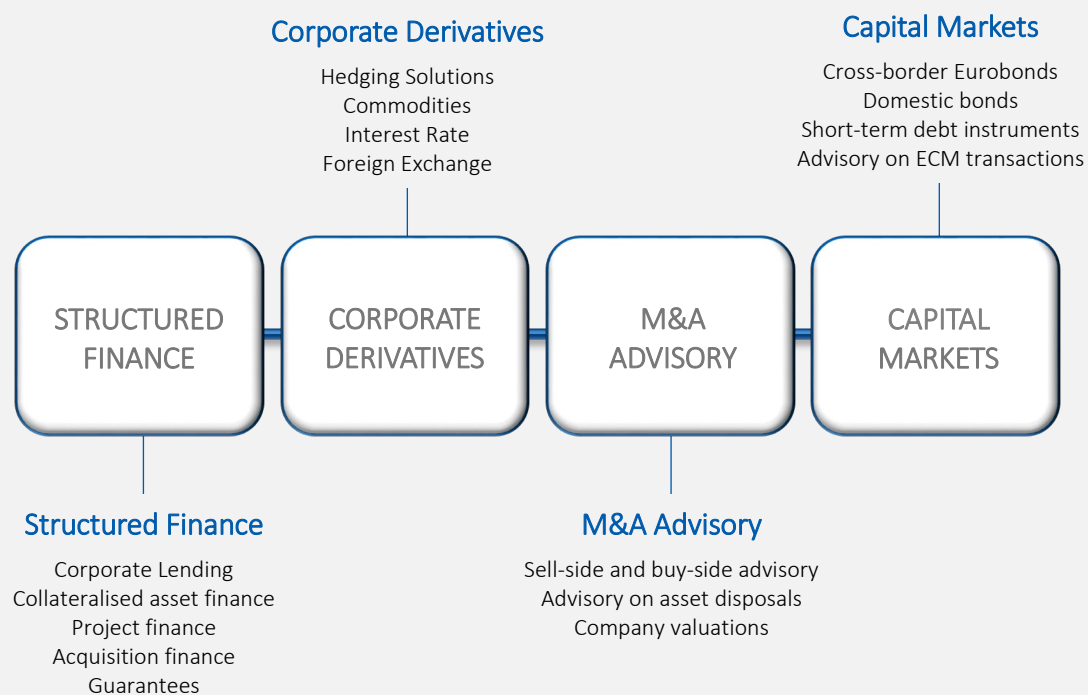 Corporate Derivatives
Hedging Solutions
Commodities
Interest Rate
Foreign Exchange
Capital Markets
Cross-border Eurobonds
Domestic bonds
Short-term debt instruments
Advisory on ECM transactions
STRUCTURED
FINANCE
CORPORATE
DERIVATIVES
M&A
ADVISORY
CAPITAL
MARKETS
Structured Finance
Corporate Lending
Collateralised asset finance
Project finance
Acquisition finance
Guarantees
M&A Advisory
Sell-side and buy-side advisory
Advisory on asset disposals
Company valuations